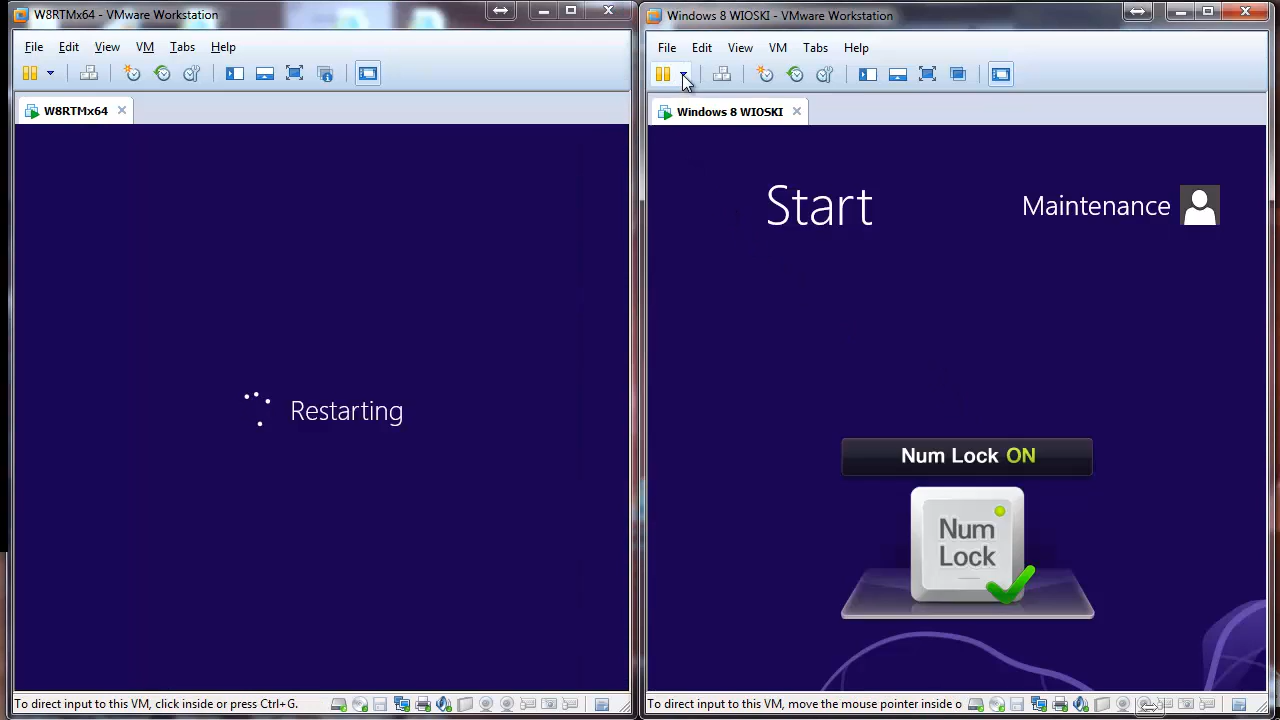 W8RTMx64 - VMware Workstation
File Edit View VM Tabs Help
W8RTMx64
Restarting
To direct input to this VM, click inside or press Ctrl+G.
Windows 8 WIOSKI - VMware Workstation
File Edit View VM Tabs Help
Windows 8 WIOSKI
Start
Maintenance
Num Lock ON
Num
Lock
To direct input to this VM, move the mouse pointer inside o